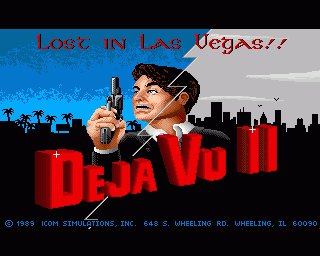 Lost in Las Vegas!!
DEJA VU II
© 1989 ICOM SIMULATIONS, INC. 648 S. WHEELING RD. WHEELING, IL 60090